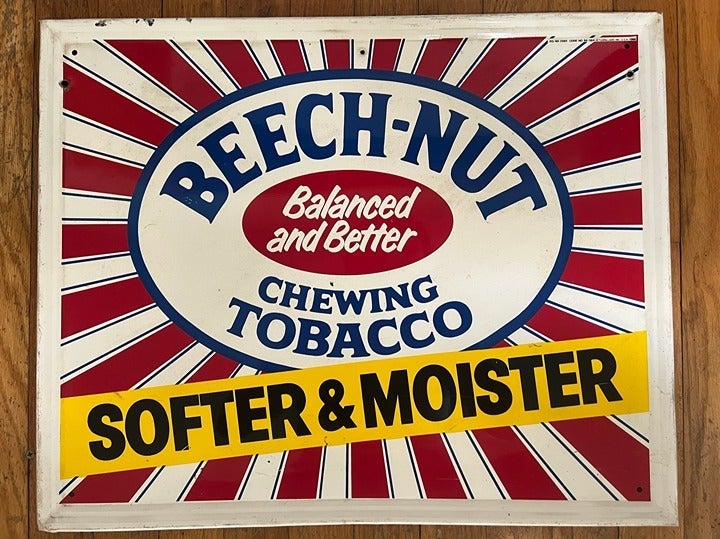 BEECH-NUT
Balanced
and Better
CHEWING
TOBACCO
SOFTER & MOISTER